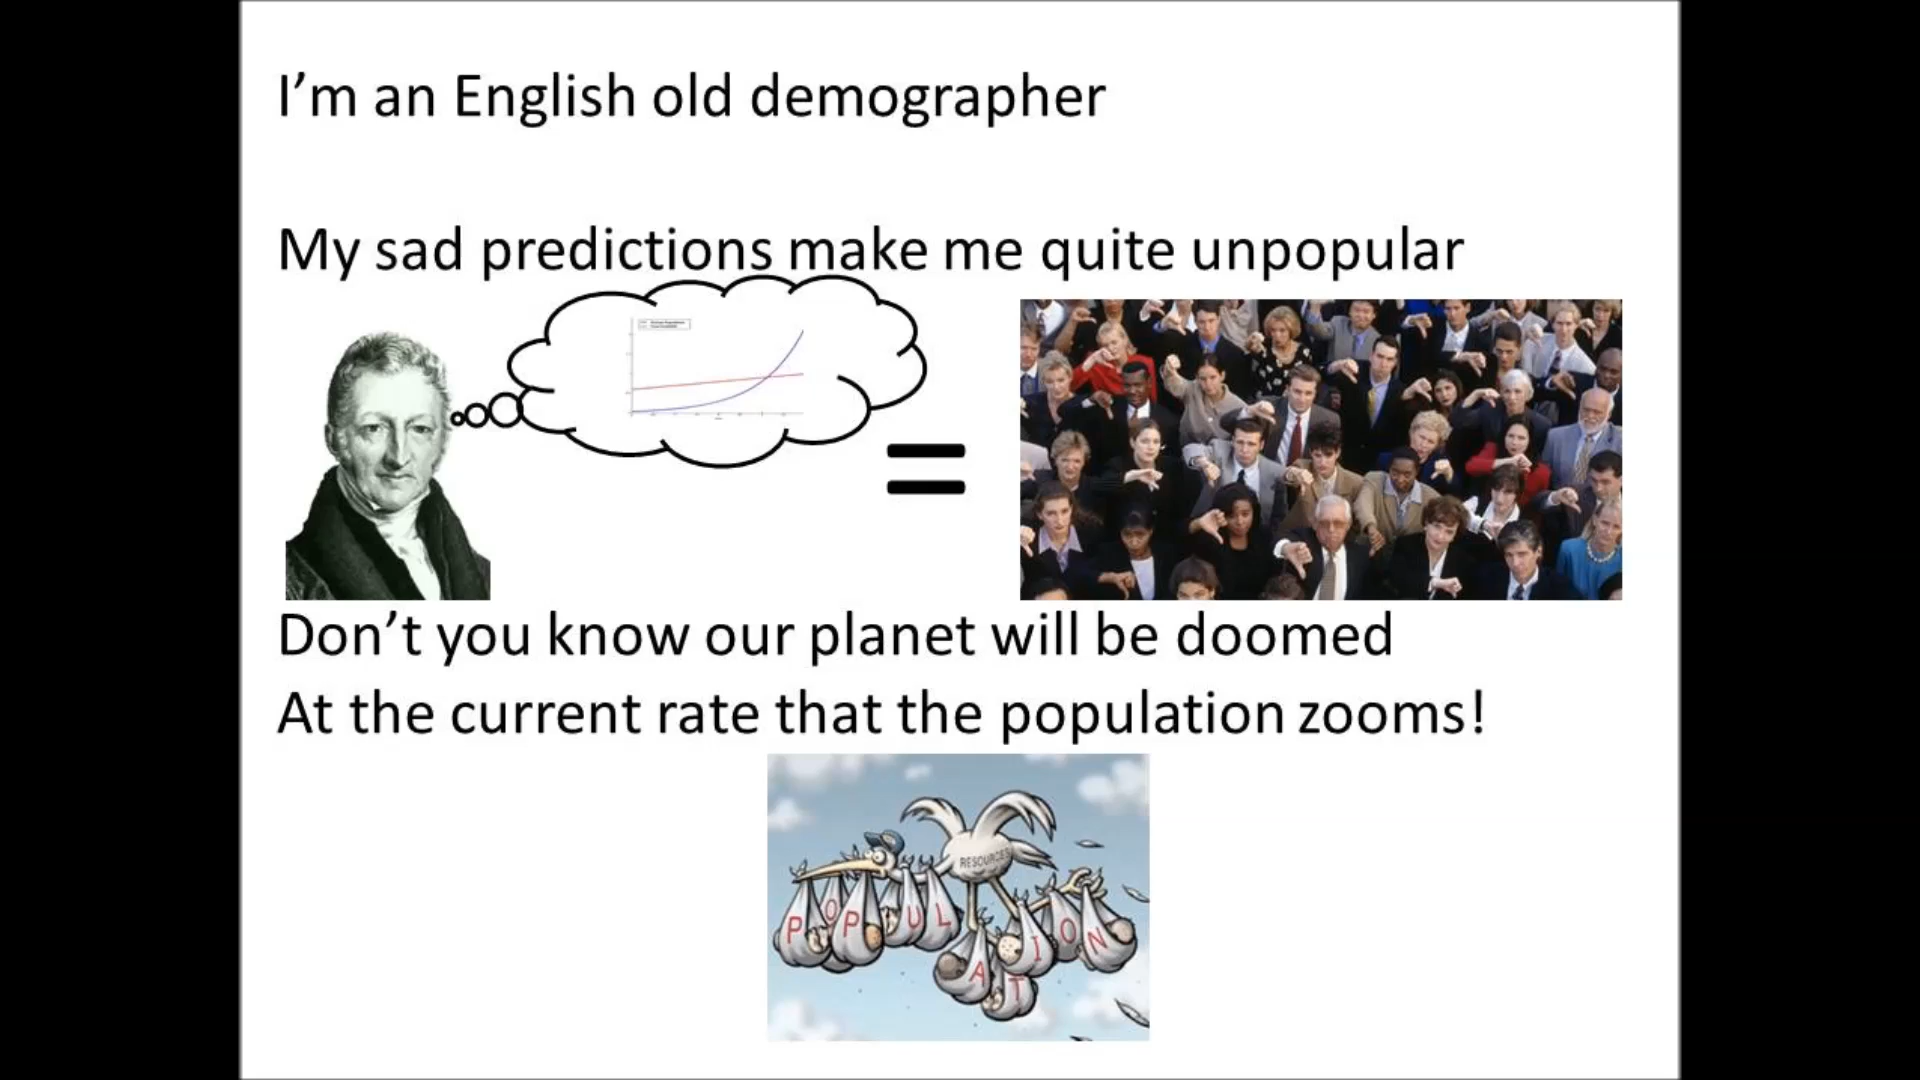 I’m an English old demographer
My sad predictions make me quite unpopular
Don’t you know our planet will be doomed
At the current rate that the population zooms!
RESOURCES
POPULATION